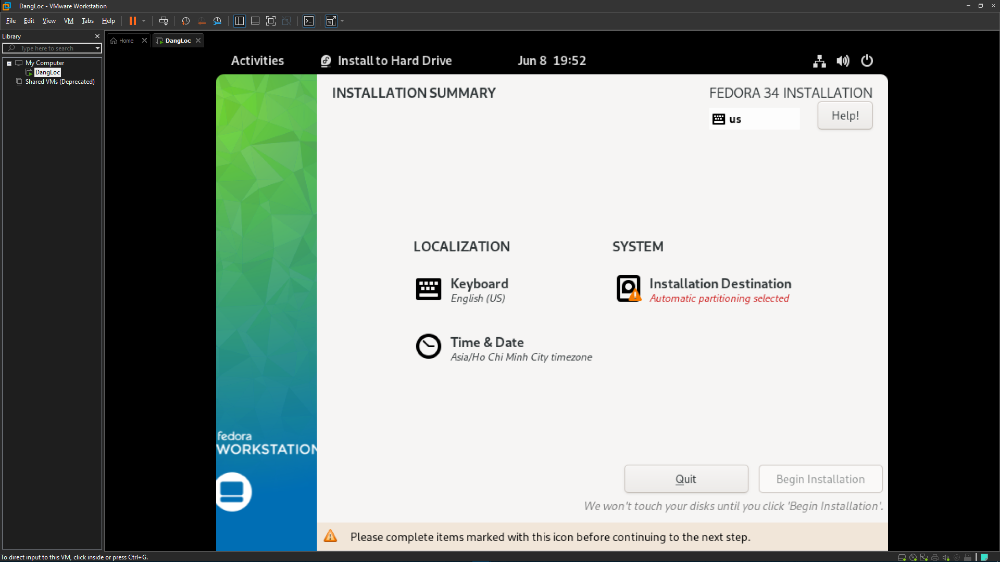 DangLoc - VMware Workstation
File Edit View VM Tabs Help
Library
Home
DangLoc
Type here to search
My Computer
DangLoc
Shared VMs (Deprecated)
Activities Install to Hard Drive Jun 8 19:52
INSTALLATION SUMMARY
FEDORA 34 INSTALLATION
us
Help!
LOCALIZATION
SYSTEM
Keyboard
English (US)
Installation Destination
Automatic partitioning selected
Time & Date
Asia/Ho Chi Minh City timezone
fedora
WORKSTATION
Quit
Begin Installation
We won't touch your disks until you click 'Begin Installation'.
Please complete items marked with this icon before continuing to the next step.
To direct input to this VM, click inside or press Ctrl+G.